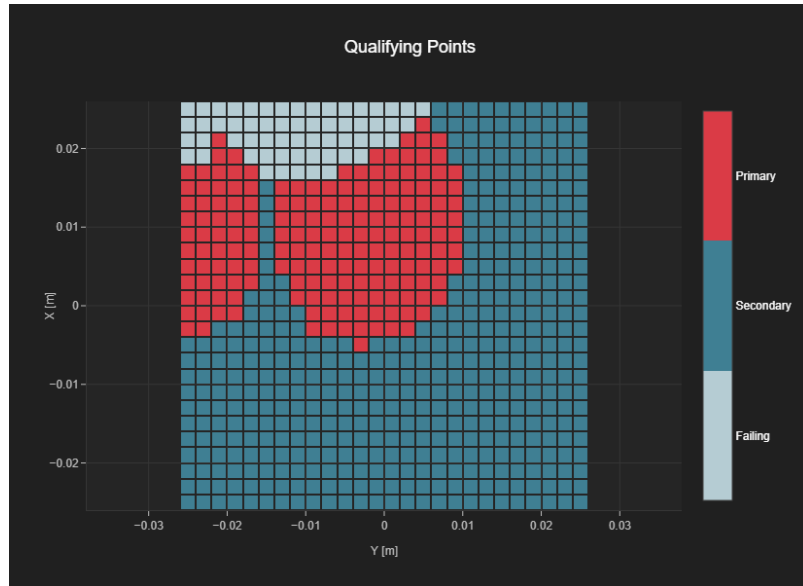 Qualifying Points
0.02
0.01
0
−0.01
−0.02
X [m]
−0.03
−0.02
−0.01
0
0.01
0.02
0.03
Y [m]
Primary
Secondary
Failing